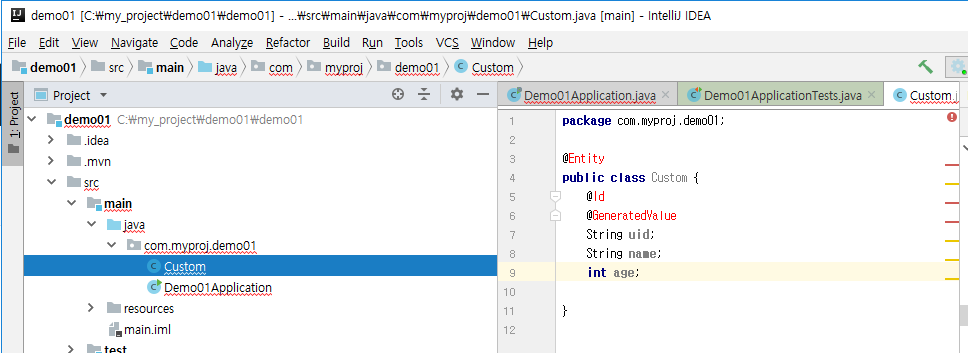 demo01 [C:₩my_project₩demo01₩demo01] - ...₩src₩main₩java₩com₩myproj₩demo01₩Custom.java [main] - IntelliJ IDEA
File Edit View Navigate Code Analyze Refactor Build Run Tools VCS Window Help
demo01 src main java com myproj demo01 Custom
1: Project
Project
Demo01Application.java Demo01ApplicationTests.java Custom.j
demo01 C:₩my_project₩demo01₩demo01
.idea
.mvn
src
main
java
com.myproj.demo01
Custom
Demo01Application
resources
main.iml
test
1 package com.myproj.demo01;
2
3 @Entity
4 public class Custom {
5 @Id
6 @GeneratedValue
7 String uid;
8 String name;
9 int age;
10
11 }
12